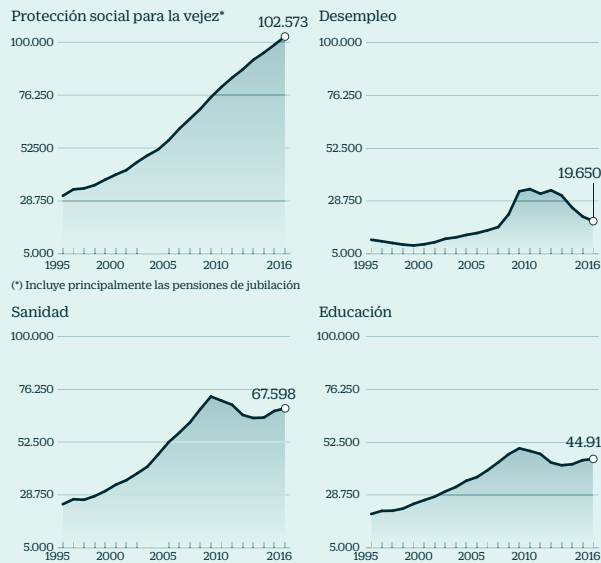 Protección social para la vejez*
102.573
100.000
76.250
52500
28.750
5.000
1995 2000 2005 2010 2016
(*) Incluye principalmente las pensiones de jubilación
Desempleo
100.000
76.250
52.500
19.650
28.750
5.000
1995 2000 2005 2010 2016
Sanidad
100.000
76.250
67.598
52.500
28.750
5.000
1995 2000 2005 2010 2016
Educación
100.000
76.250
52.500
44.91
28.750
5.000
1995 2000 2005 2010 2016